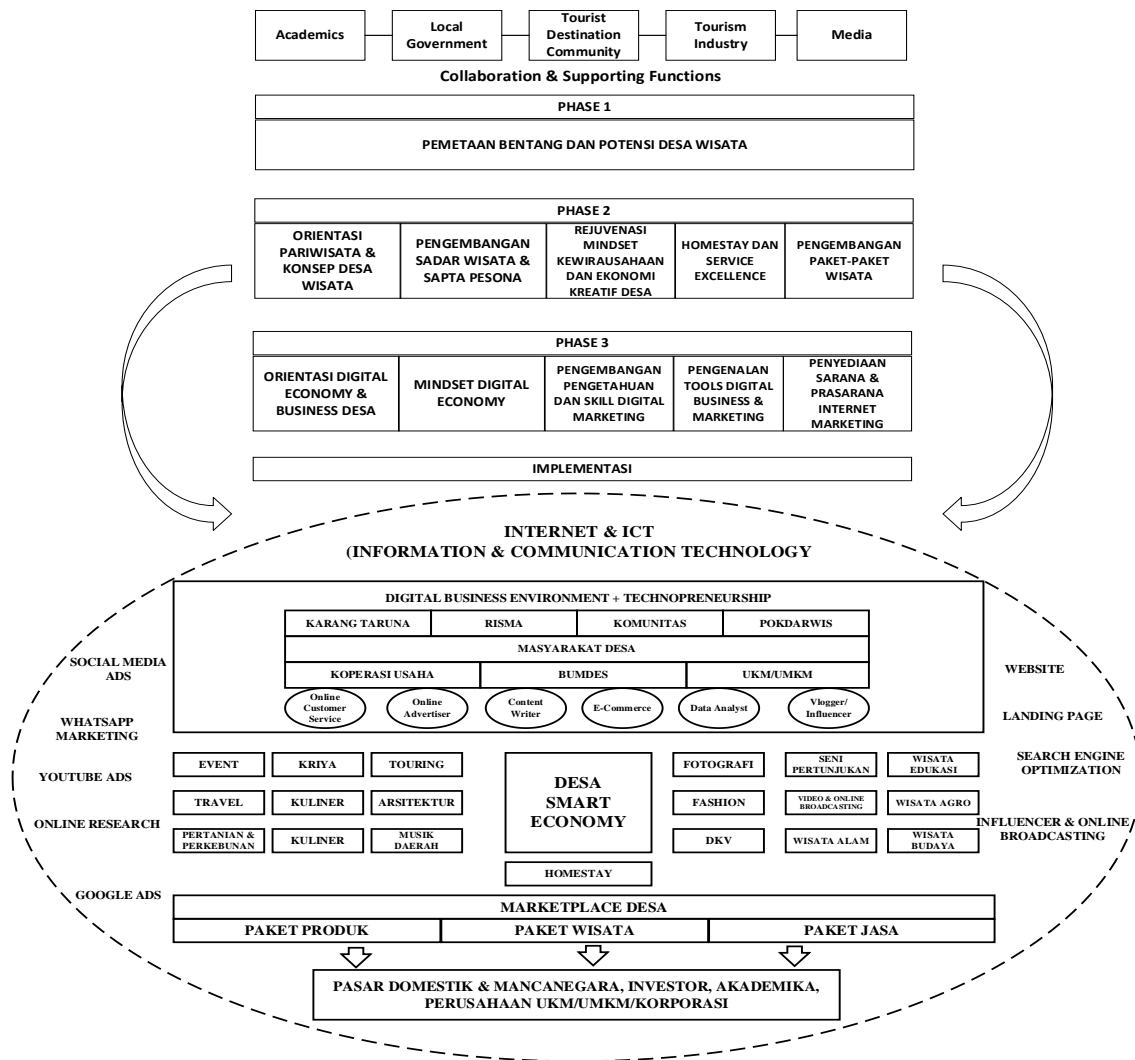 Academics
Local
Government
Tourist
Destination
Community
Tourism
Industry
Media
Collaboration & Supporting Functions
PHASE 1
PEMETAAN BENTANG DAN POTENSI DESA WISATA
PHASE 2
ORIENTASI
PARIWISATA &
KONSEP DESA
WISATA
PENGEMBANGAN
SADAR WISATA &
SAPTA PESONA
REJUVENASI
MINDSET
KEWIRAUSAHAAN
DAN EKONOMI
KREATIF DESA
HOMESTAY DAN
SERVICE
EXCELLENCE
PENGEMBANGAN
PAKET-PAKET
WISATA
PHASE 3
ORIENTASI DIGITAL
ECONOMY &
BUSINESS DESA
MINDSET DIGITAL
ECONOMY
PENGEMBANGAN
PENGETAHUAN
DAN SKILL DIGITAL
MARKETING
PENGENALAN
TOOLS DIGITAL
BUSINESS &
MARKETING
PENYEDIAAN
SARANA &
PRASARANA
INTERNET
MARKETING
IMPLEMENTASI
INTERNET & ICT
(INFORMATION & COMMUNICATION TECHNOLOGY
DIGITAL BUSINESS ENVIRONMENT + TECHNOPRENEURSHIP
KARANG TARUNA
RISMA
KOMUNITAS
POKDARWIS
MASYARAKAT DESA
KOPERASI USAHA
BUMDES
UKM/UMKM
Online
Customer
Service
Online
Advertiser
Content
Writer
E-Commerce
Data Analyst
Vlogger/
Influencer
SOCIAL MEDIA
ADS
WHATSAPP
MARKETING
YOUTUBE ADS
ONLINE RESEARCH
GOOGLE ADS
WEBSITE
LANDING PAGE
SEARCH ENGINE
OPTIMIZATION
INFLUENCER & ONLINE
BROADCASTING
EVENT
KRIYA
TOURING
TRAVEL
KULINER
ARSITEKTUR
PERTANIAN &
PERKEBUNAN
KULINER
MUSIK
DAERAH
DESA
SMART
ECONOMY
HOMESTAY
FOTOGRAFI
SENI
PERTUNJUKAN
WISATA
EDUKASI
FASHION
VIDEO & ONLINE
BROADCASTING
WISATA AGRO
DKV
WISATA ALAM
WISATA
BUDAYA
MARKETPLACE DESA
PAKET PRODUK
PAKET WISATA
PAKET JASA
PASAR DOMESTIK & MANCANEGARA, INVESTOR, AKADEMIKA,
PERUSAHAAN UKM/UMKM/KORPORASI